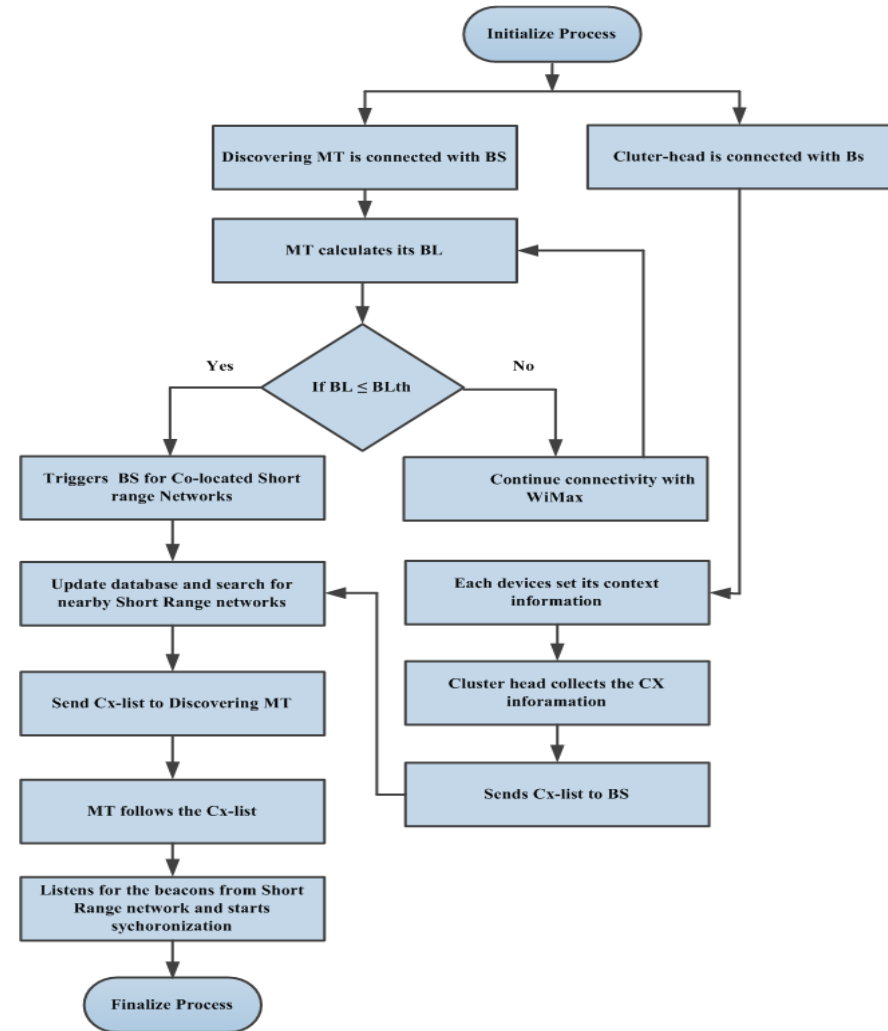 Initialize Process
Discovering MT is connected with BS
Cluter-head is connected with Bs
MT calculates its BL
Yes
No
If BL ≤ BLth
Triggers BS for Co-located Short
range Networks
Continue connectivity with
WiMax
Update database and search for
nearby Short Range networks
Each devices set its context
information
Send Cx-list to Discovering MT
Cluster head collects the CX
inforamation
MT follows the Cx-list
Sends Cx-list to BS
Listens for the beacons from Short
Range network and starts
sychoronization
Finalize Process